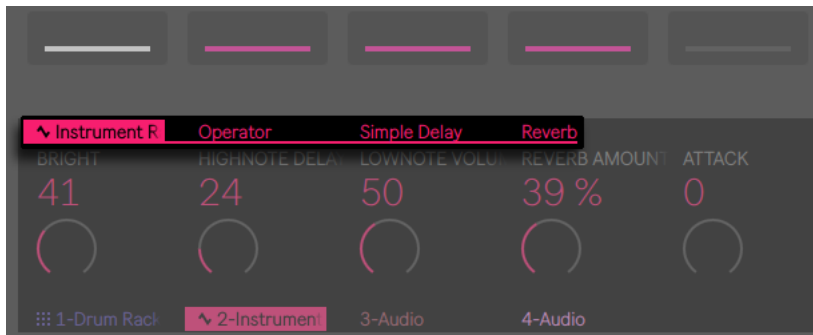 Instrument R Operator Simple Delay Reverb
BRIGHT HIGHNOTE DELA LOWNOTE VOLU REVERB AMOUNT ATTACK
41 24 50 39 % 0
1-Drum Rack 2-Instrument 3-Audio 4-Audio